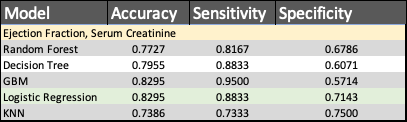 Model Accuracy Sensitivity Specificity
Ejection Fraction, Serum Creatinine
Random Forest 0.7727 0.8167 0.6786
Decision Tree 0.7955 0.8833 0.6071
GBM 0.8295 0.9500 0.5714
Logistic Regression 0.8295 0.8833 0.7143
KNN 0.7386 0.7333 0.7500